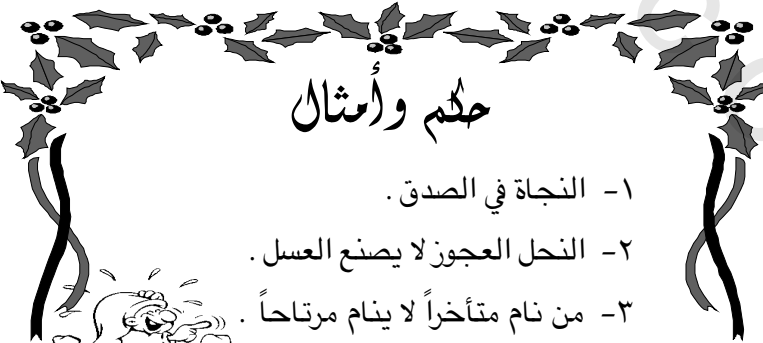 حكم وأمثال
١- النجاة في الصدق .
٢- النحل العجوز لا يصنع العسل .
٣- من نام متأخراً لا ينام مرتاحاً .